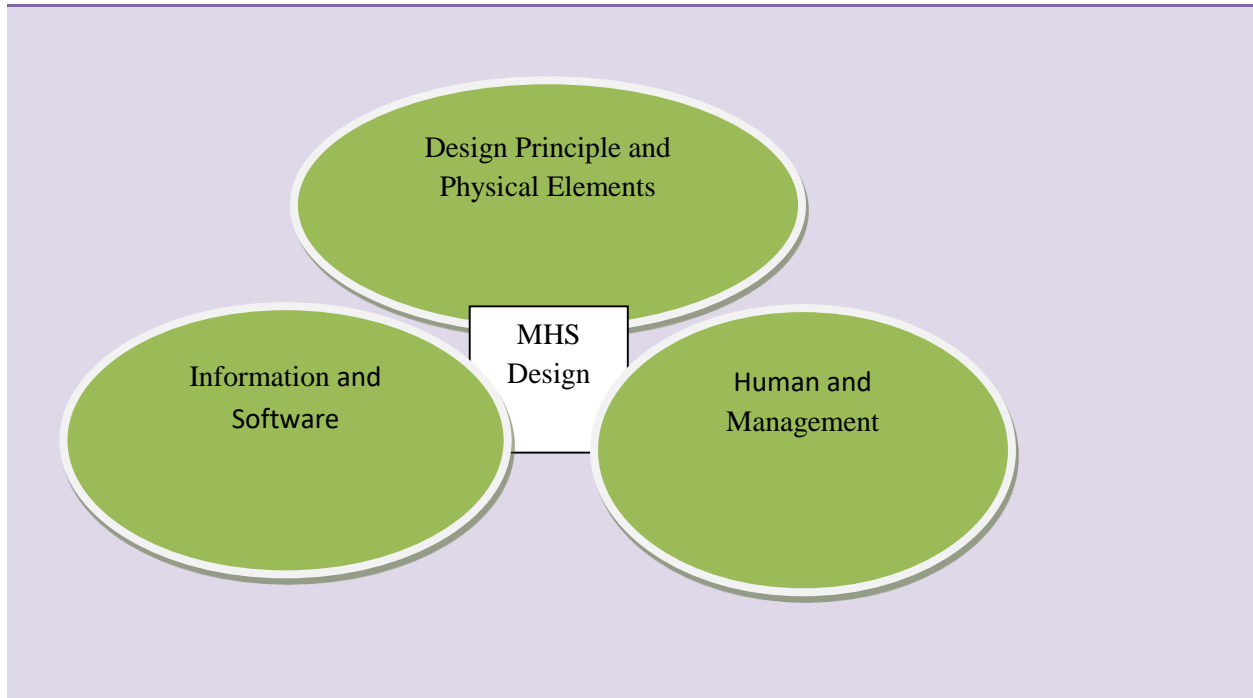 Design Principle and
Physical Elements
MHS
Design
Information and
Software
Human and
Management